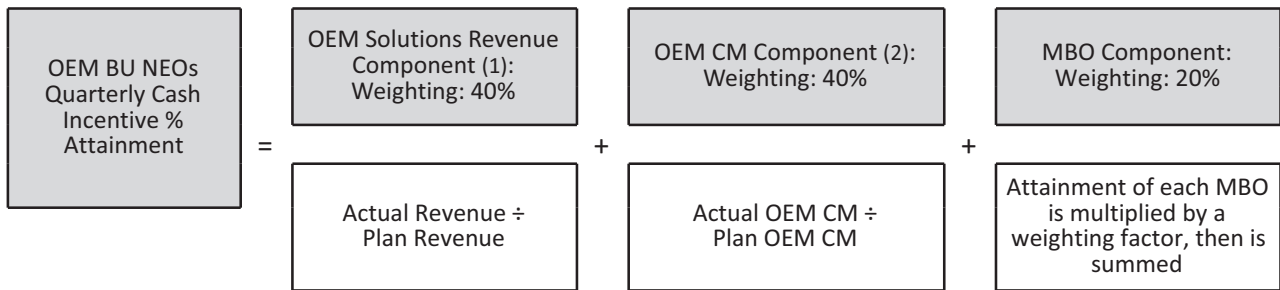 OEM BU NEOs
Quarterly Cash
Incentive %
Attainment
=
OEM Solutions Revenue
Component (1):
Weighting: 40%
Actual Revenue ÷
Plan Revenue
+
OEM CM Component (2):
Weighting: 40%
Actual OEM CM ÷
Plan OEM CM
+
MBO Component:
Weighting: 20%
Attainment of each MBO
is multiplied by a
weighting factor, then is
summed